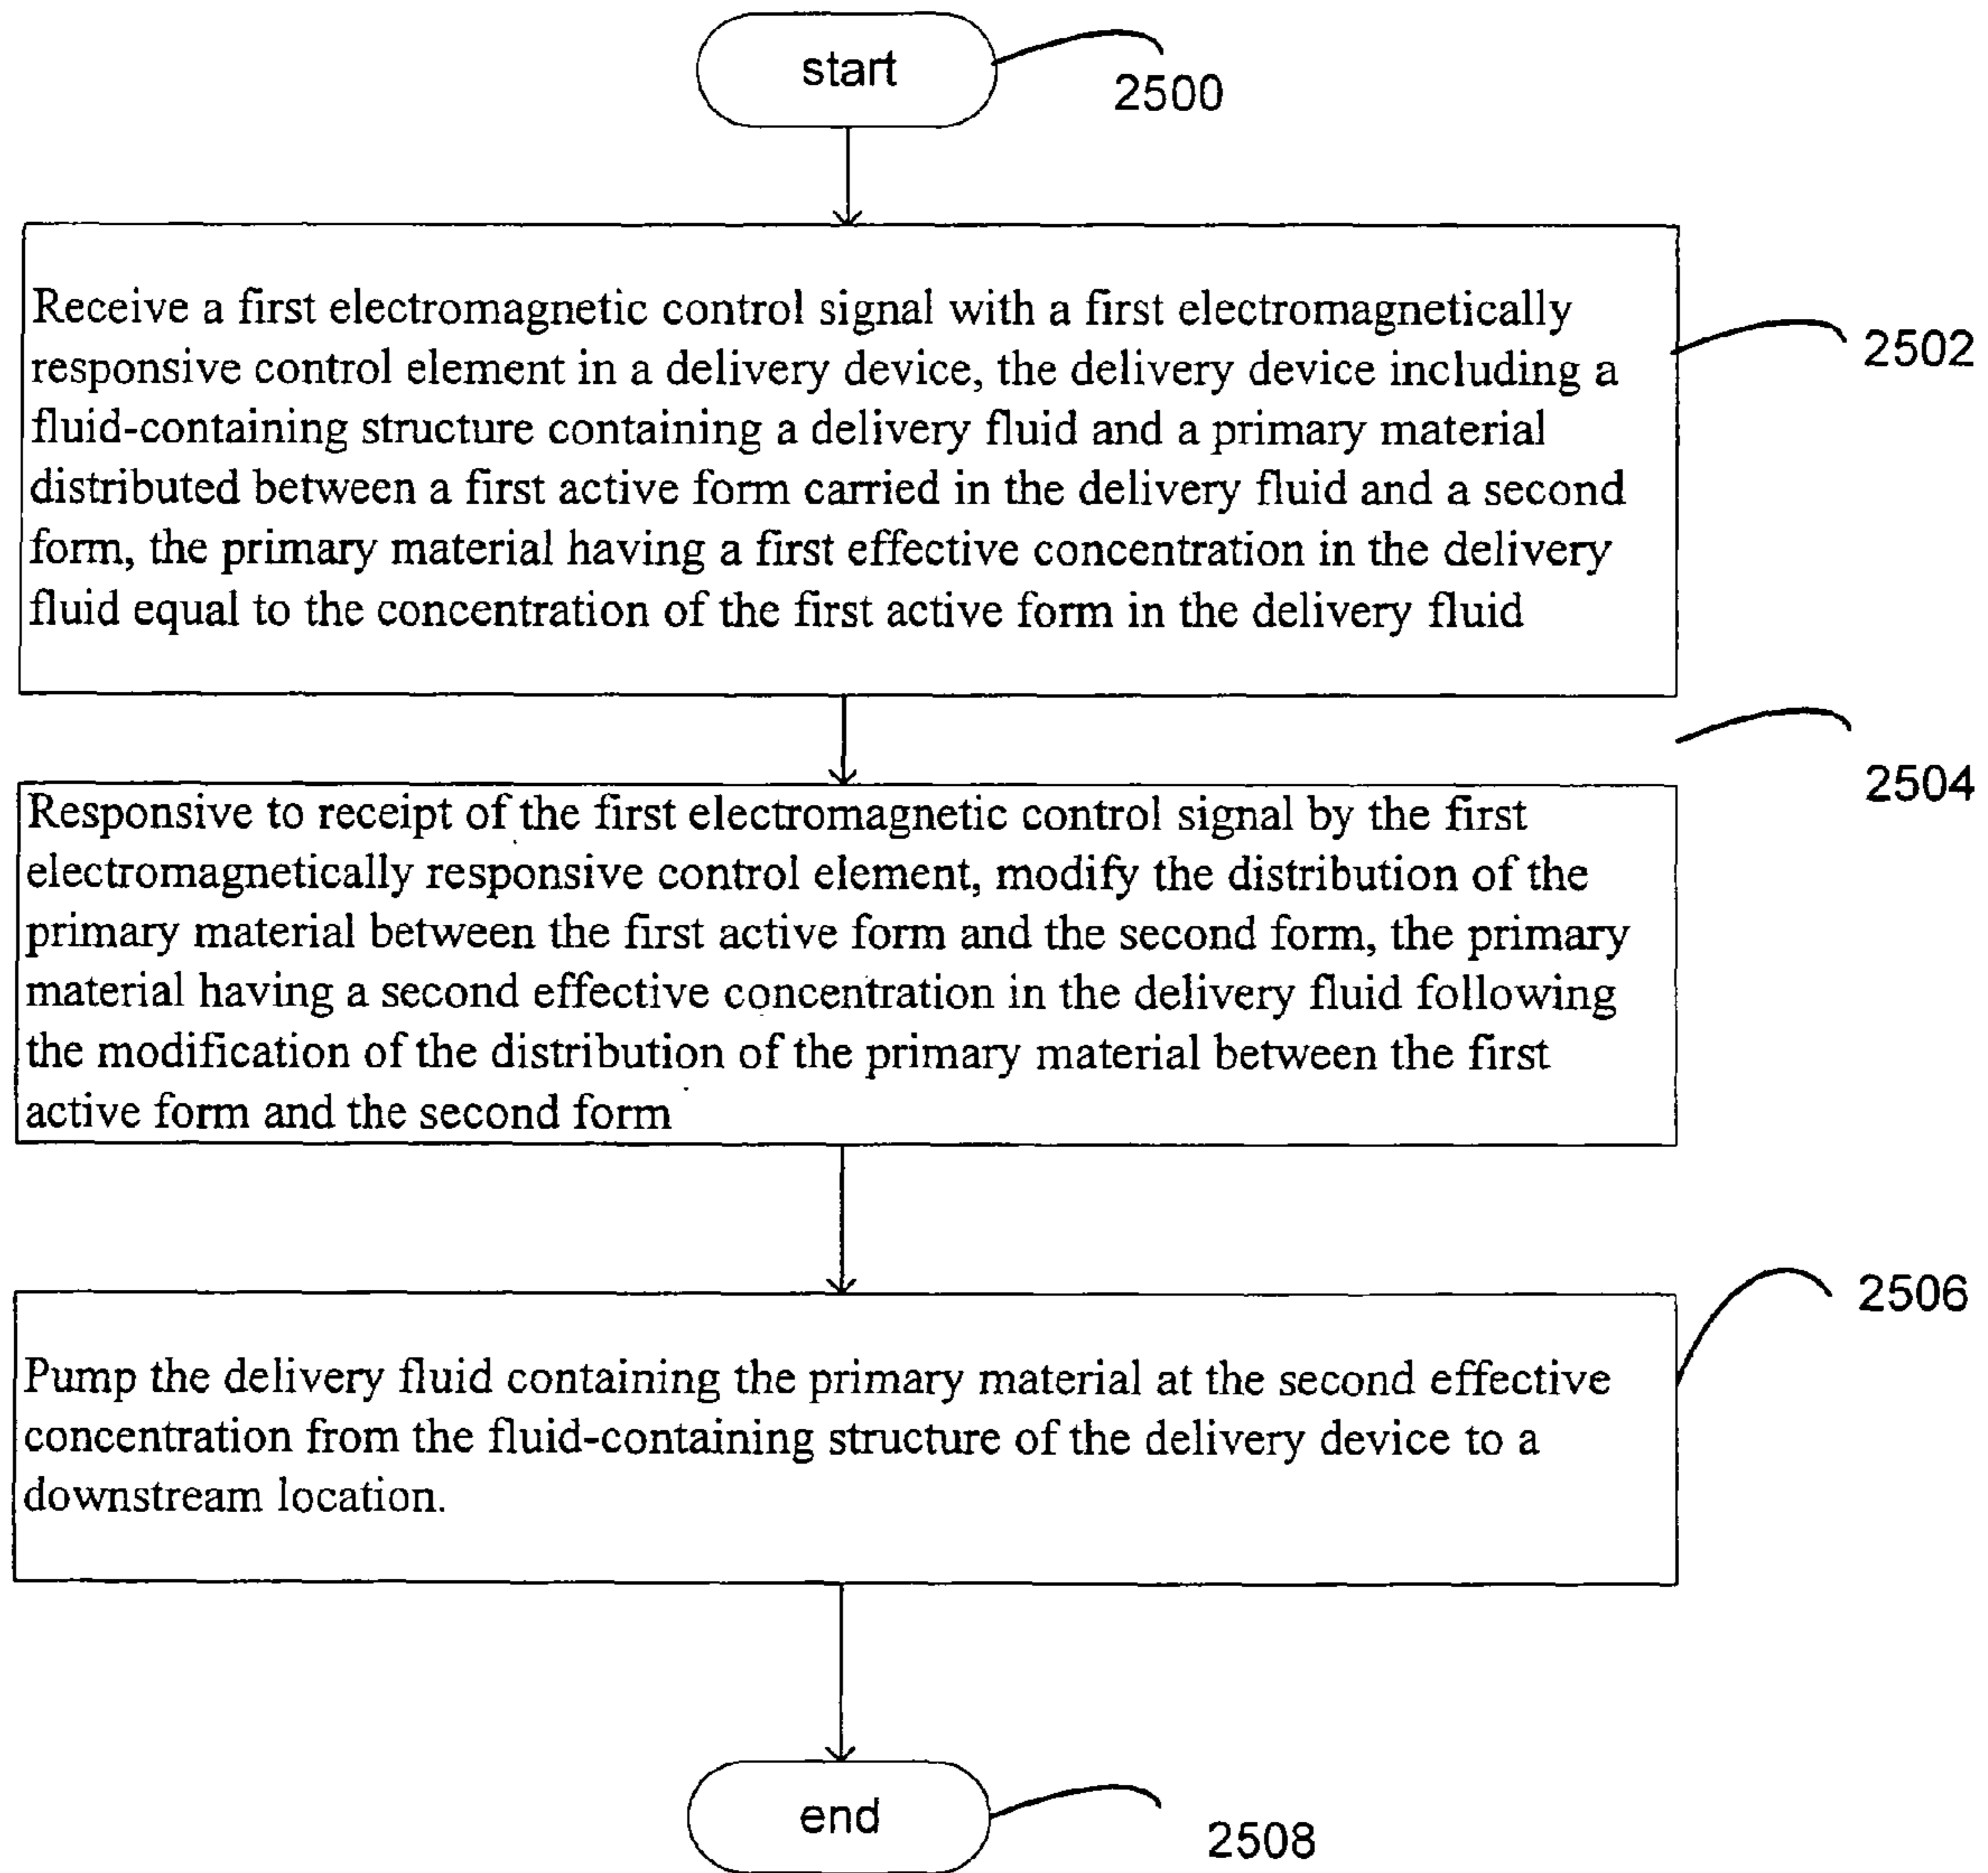 start
2500
Receive a first electromagnetic control signal with a first electromagnetically
responsive control element in a delivery device, the delivery device including a
fluid-containing structure containing a delivery fluid and a primary material
distributed between a first active form carried in the delivery fluid and a second
form, the primary material having a first effective concentration in the delivery
fluid equal to the concentration of the first active form in the delivery fluid
2502
2504
Responsive to receipt of the first electromagnetic control signal by the first
electromagnetically responsive control element, modify the distribution of the
primary material between the first active form and the second form, the primary
material having a second effective concentration in the delivery fluid following
the modification of the distribution of the primary material between the first
active form and the second form
2506
Pump the delivery fluid containing the primary material at the second effective
concentration from the fluid-containing structure of the delivery device to a
downstream location.
end
2508